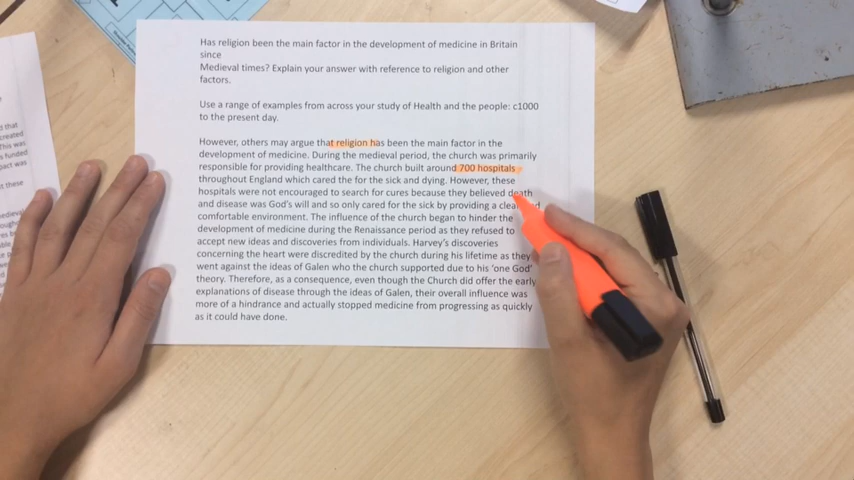 Has religion been the main factor in the development of medicine in Britain
since
Medieval times? Explain your answer with reference to religion and other
factors.
Use a range of examples from across your study of Health and the people: c1000
to the present day.
However, others may argue that religion has been the main factor in the
development of medicine. During the medieval period, the church was primarily
responsible for providing healthcare. The church built around 700 hospitals
throughout England which cared the for the sick and dying. However, these
hospitals were not encouraged to search for cures because they believed death
and disease was God's will and so only cared for the sick by providing a
comfortable environment. The influence of the church began to hinder the
development of medicine during the Renaissance period as they refused to
accept new ideas and discoveries from individuals. Harvey's discoveries
concerning the heart were discredited by the church during his lifetime as they
went against the ideas of Galen who the church supported due to his 'one God'
theory. Therefore, as a consequence, even though the Church did offer the early
explanations of disease through the ideas of Galen, their overall influence was
more of a hindrance and actually stopped medicine from progressing as quickly
as it could have done.
that
created
This was
funded
pact was
these